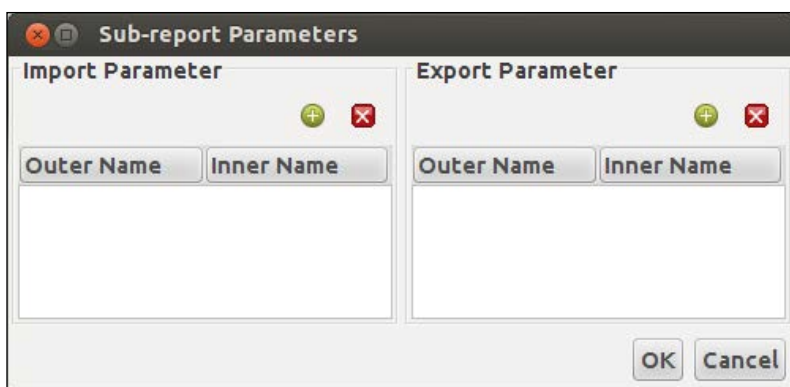 Sub-report Parameters
Import Parameter
Export Parameter
Outer Name Inner Name
Outer Name Inner Name
OK Cancel